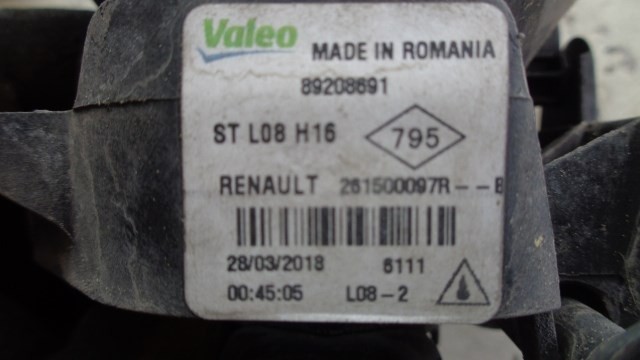 Valeo MADE IN ROMANIA
89208691
ST L08 H16 795
RENAULT 261500097R--B
28/03/2018 6111
00:45:05 L08-2